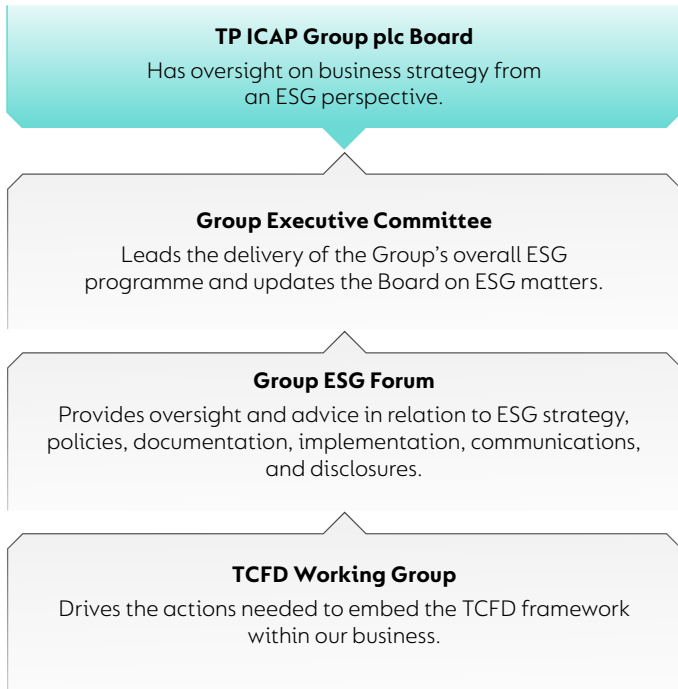 TP ICAP Group plc Board
Has oversight on business strategy from
an ESG perspective.
Group Executive Committee
Leads the delivery of the Group’s overall ESG
programme and updates the Board on ESG matters.
Group ESG Forum
Provides oversight and advice in relation to ESG strategy,
policies, documentation, implementation, communications,
and disclosures.
TCFD Working Group
Drives the actions needed to embed the TCFD framework
within our business.